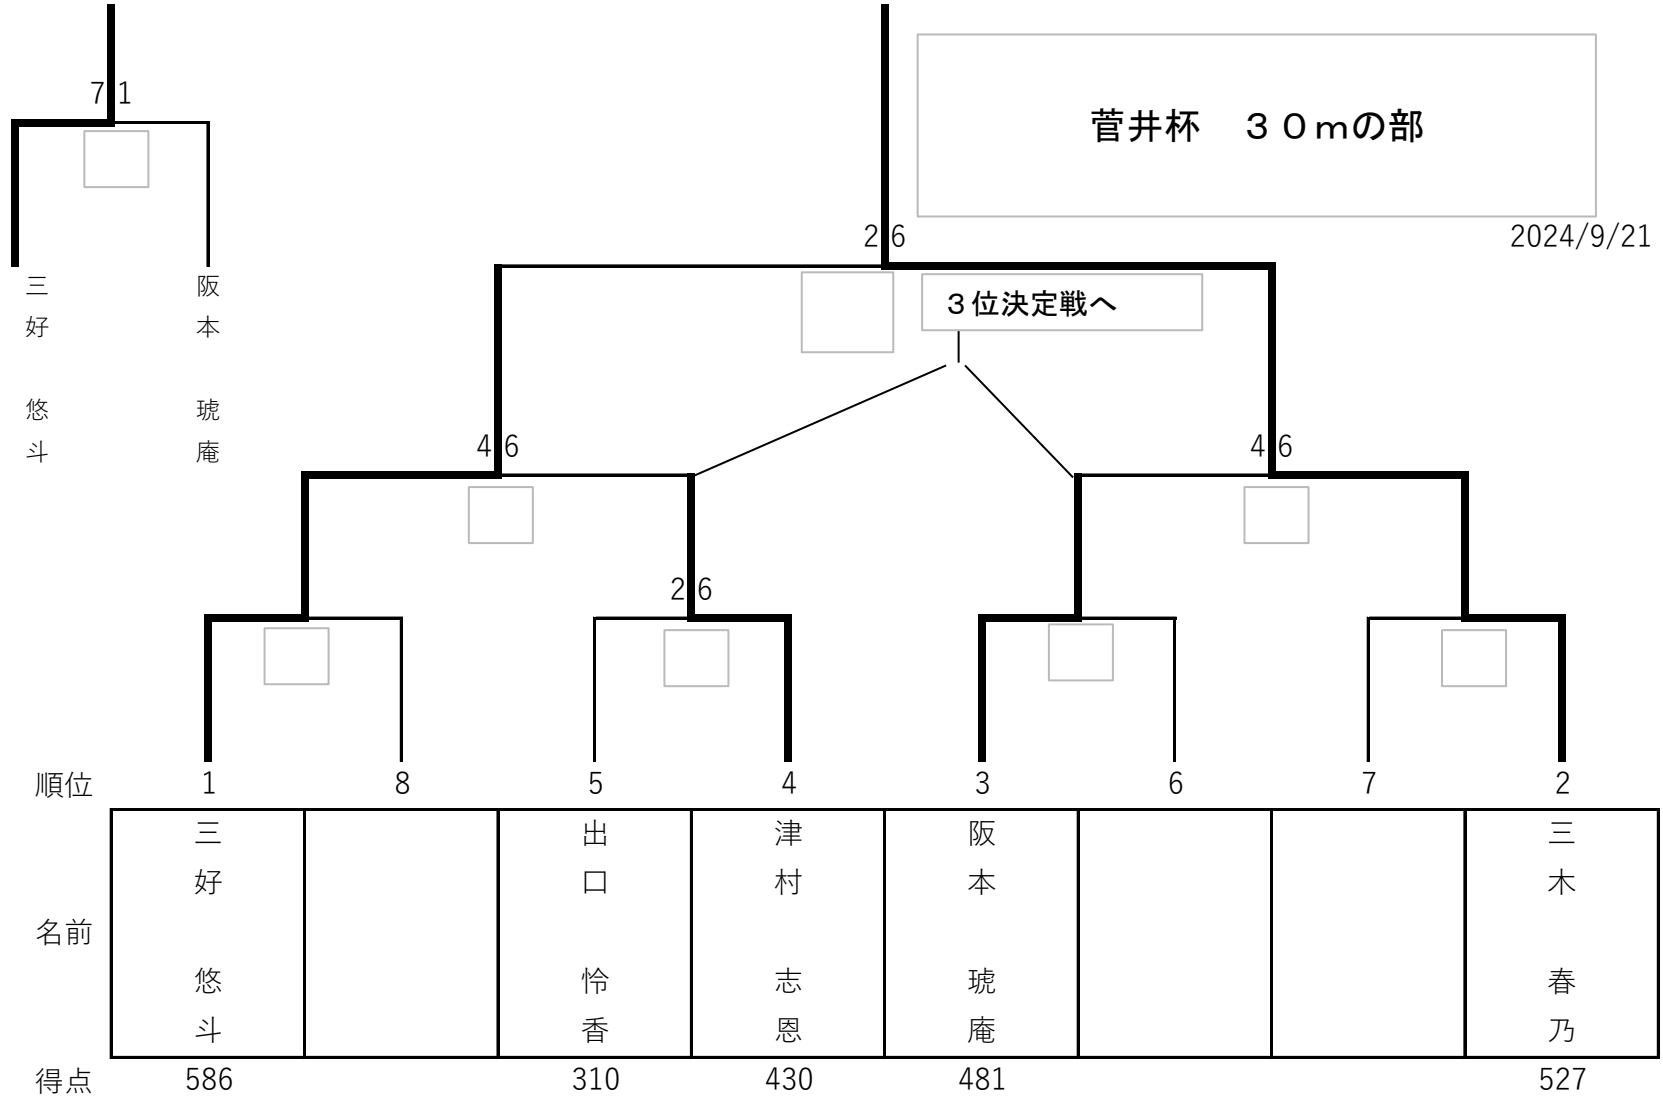 7 1
菅井杯　３０ｍの部
2 6
2024/9/21
三好　悠斗
阪本　琥庵
３位決定戦へ
4 6
4 6
2 6
順位 1 8 5 4 3 6 7 2
名前
三好　悠斗
出口　怜香
津村　志恩
阪本　琥庵
三木　春乃
得点 586 310 430 481 527